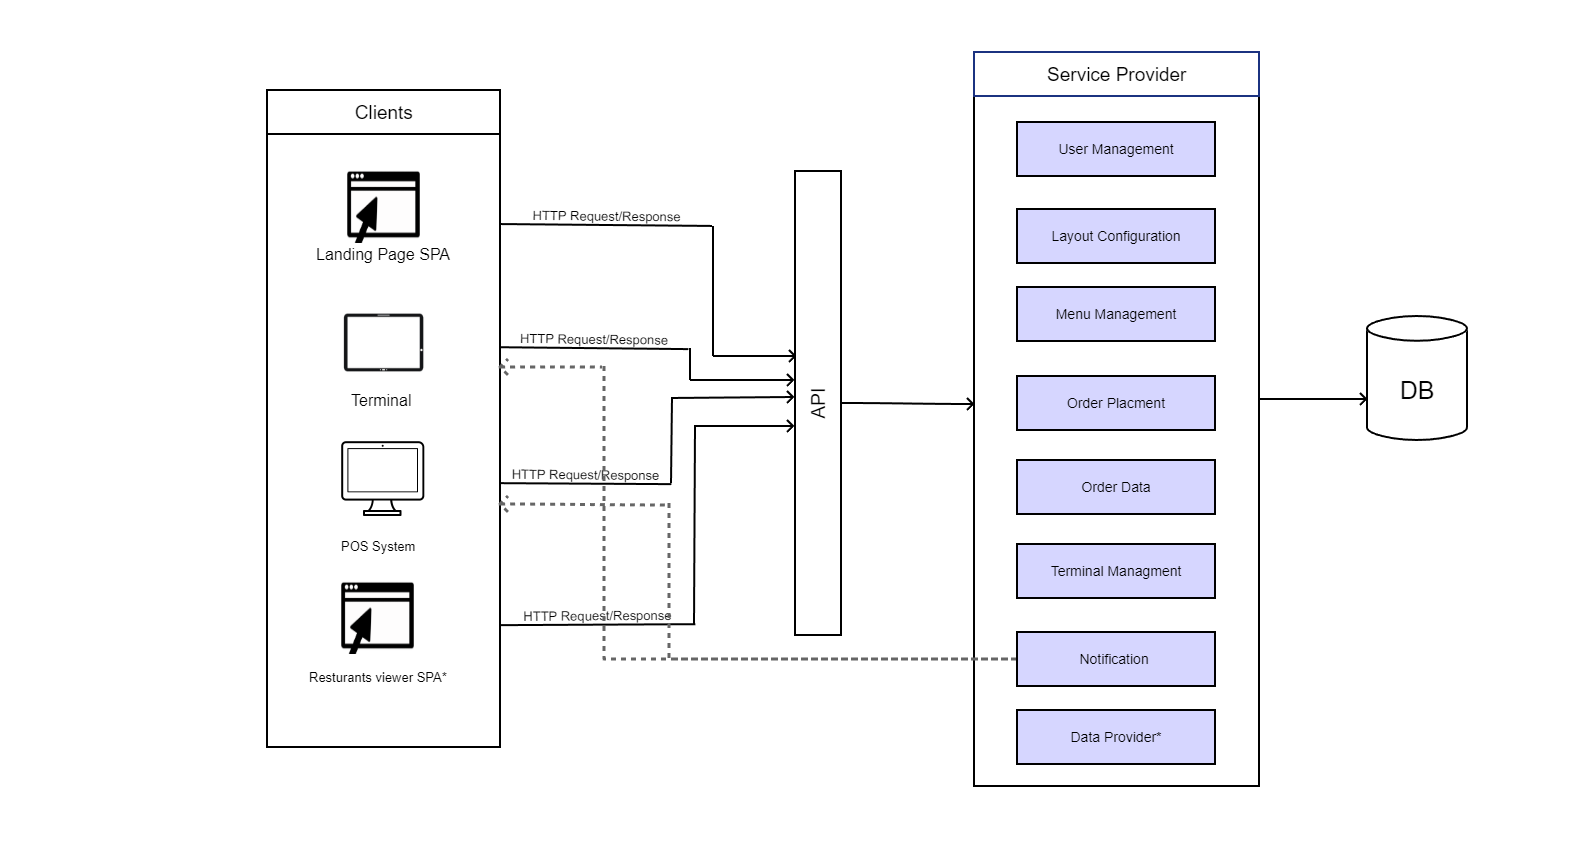 Clients
Landing Page SPA
Terminal
POS System
Resturants viewer SPA*
HTTP Request/Response
HTTP Request/Response
HTTP Request/Response
HTTP Request/Response
API
Service Provider
User Management
Layout Configuration
Menu Management
Order Placment
Order Data
Terminal Managment
Notification
Data Provider*
DB